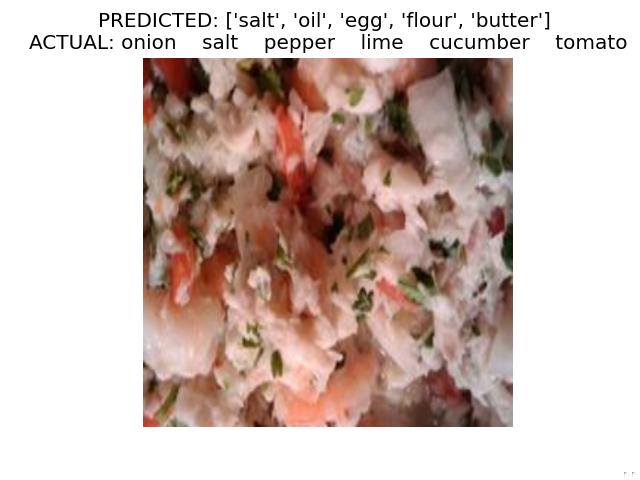 PREDICTED: ['salt', 'oil', 'egg', 'flour', 'butter']
ACTUAL: onion salt pepper lime cucumber tomato